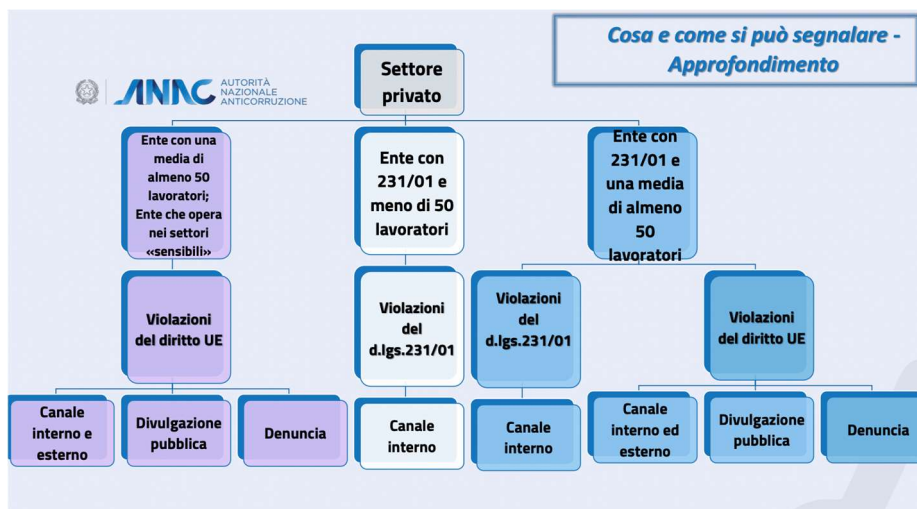 Cosa e come si può segnalare -
Approfondimento
ANAC
AUTORITÀ
NAZIONALE
ANTICORRUZIONE
Settore
privato
Ente con una
media di
almeno 50
lavoratori;
Ente che opera
nei settori
«sensibili»
Ente con
231/01 e
meno di 50
lavoratori
Ente con
231/01 e
una media
di almeno
50
lavoratori
Violazioni
del diritto UE
Violazioni
del
d.lgs.231/01
Violazioni
del
d.lgs.231/01
Violazioni
del diritto UE
Canale
interno e
esterno
Divulgazione
pubblica
Denuncia
Canale
interno
Canale
interno
Canale
interno ed
esterno
Divulgazione
pubblica
Denuncia